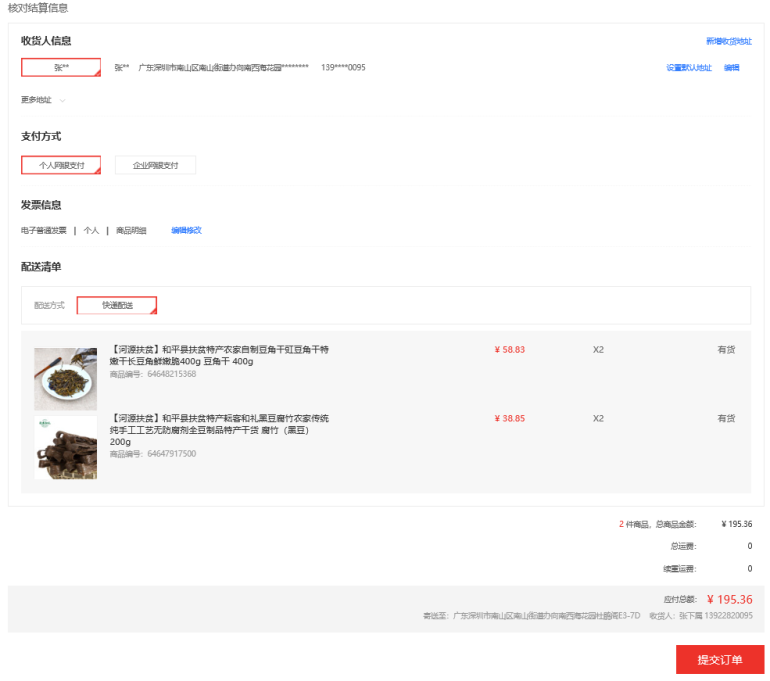 核对结算信息
收货人信息 新增收货地址
张** 张** 广东深圳市南山区南山街道办向南西海花园******** 139****0095 设置默认地址 编辑
更多地址
支付方式
个人网银支付 企业网银支付
发票信息
电子普通发票 | 个人 | 商品明细 编辑修改
配送清单
配送方式 快递配送
【河源扶贫】和平县扶贫特产农家自制豆角干豇豆角干特 ¥ 58.83 X2 有货
嫩干长豆角鲜嫩脆400g 豆角干 400g
商品编号: 64648215368
【河源扶贫】和平县扶贫特产耘客和礼黑豆腐竹农家传统 ¥ 38.85 X2 有货
纯手工工艺无防腐剂全豆制品特产干货 腐竹(黑豆)
200g
商品编号: 64647917500
2 件商品, 总商品金额: ¥ 195.36
总运费: 0
续重运费: 0
应付总额: ¥ 195.36
寄送至: 广东深圳市南山区南山街道办向南西海花园杜鹃阁E3-7D 收货人: 张下属 13922820095
提交订单